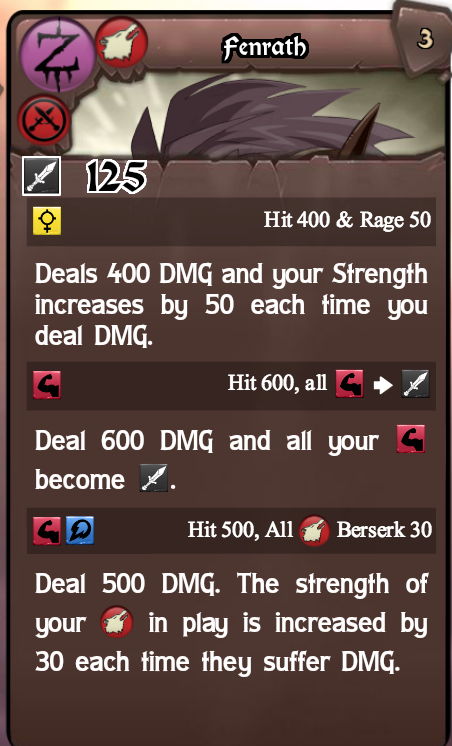 Z
Fenrath
3
125
Hit 400 & Rage 50
Deals 400 DMG and your Strength
increases by 50 each time you
deal DMG.
Hit 600, all
Deal 600 DMG and all your
become .
Hit 500, All Berserk 30
Deal 500 DMG. The strength of
your in play is increased by
30 each time they suffer DMG.